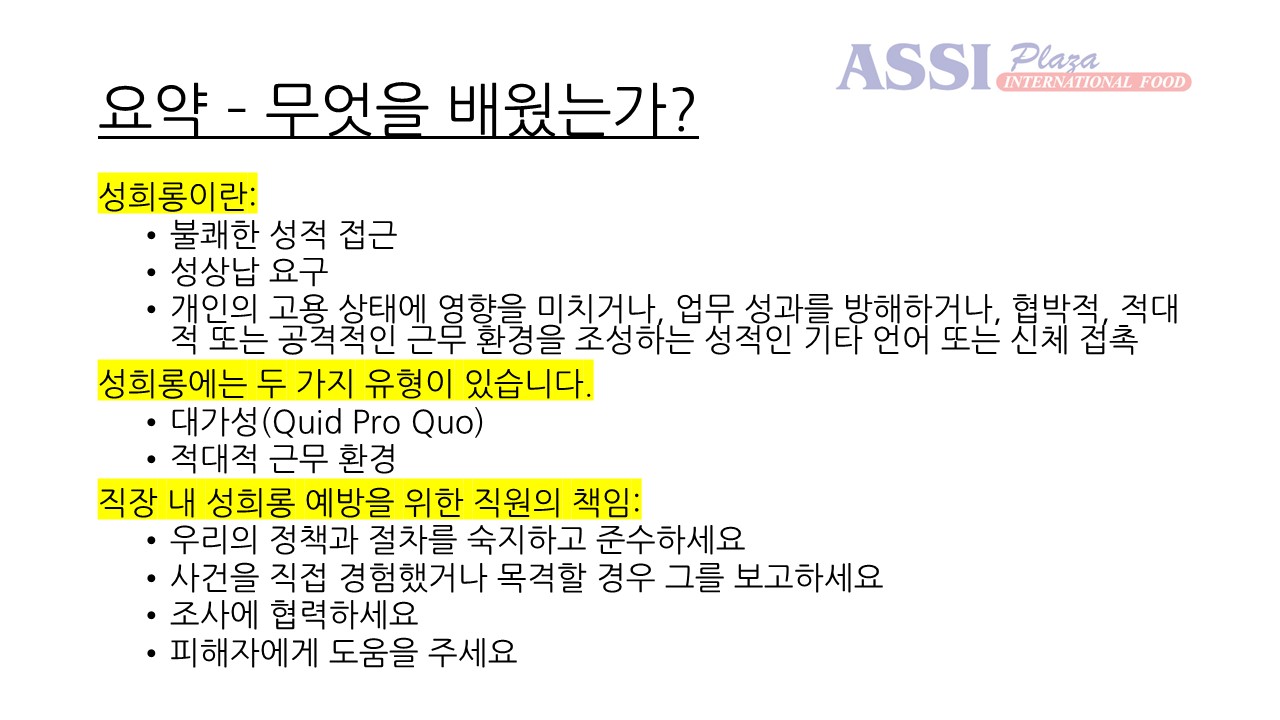 ASSI Plaza
INTERNATIONAL FOOD
요약 - 무엇을 배웠는가?
성희롱이란:
• 불쾌한 성적 접근
• 성상납 요구
• 개인의 고용 상태에 영향을 미치거나, 업무 성과를 방해하거나, 협박적, 적대
적 또는 공격적인 근무 환경을 조성하는 성적인 기타 언어 또는 신체 접촉
성희롱에는 두 가지 유형이 있습니다.
• 대가성(Quid Pro Quo)
• 적대적 근무 환경
직장 내 성희롱 예방을 위한 직원의 책임:
• 우리의 정책과 절차를 숙지하고 준수하세요
• 사건을 직접 경험했거나 목격할 경우 그를 보고하세요
• 조사에 협력하세요
• 피해자에게 도움을 주세요